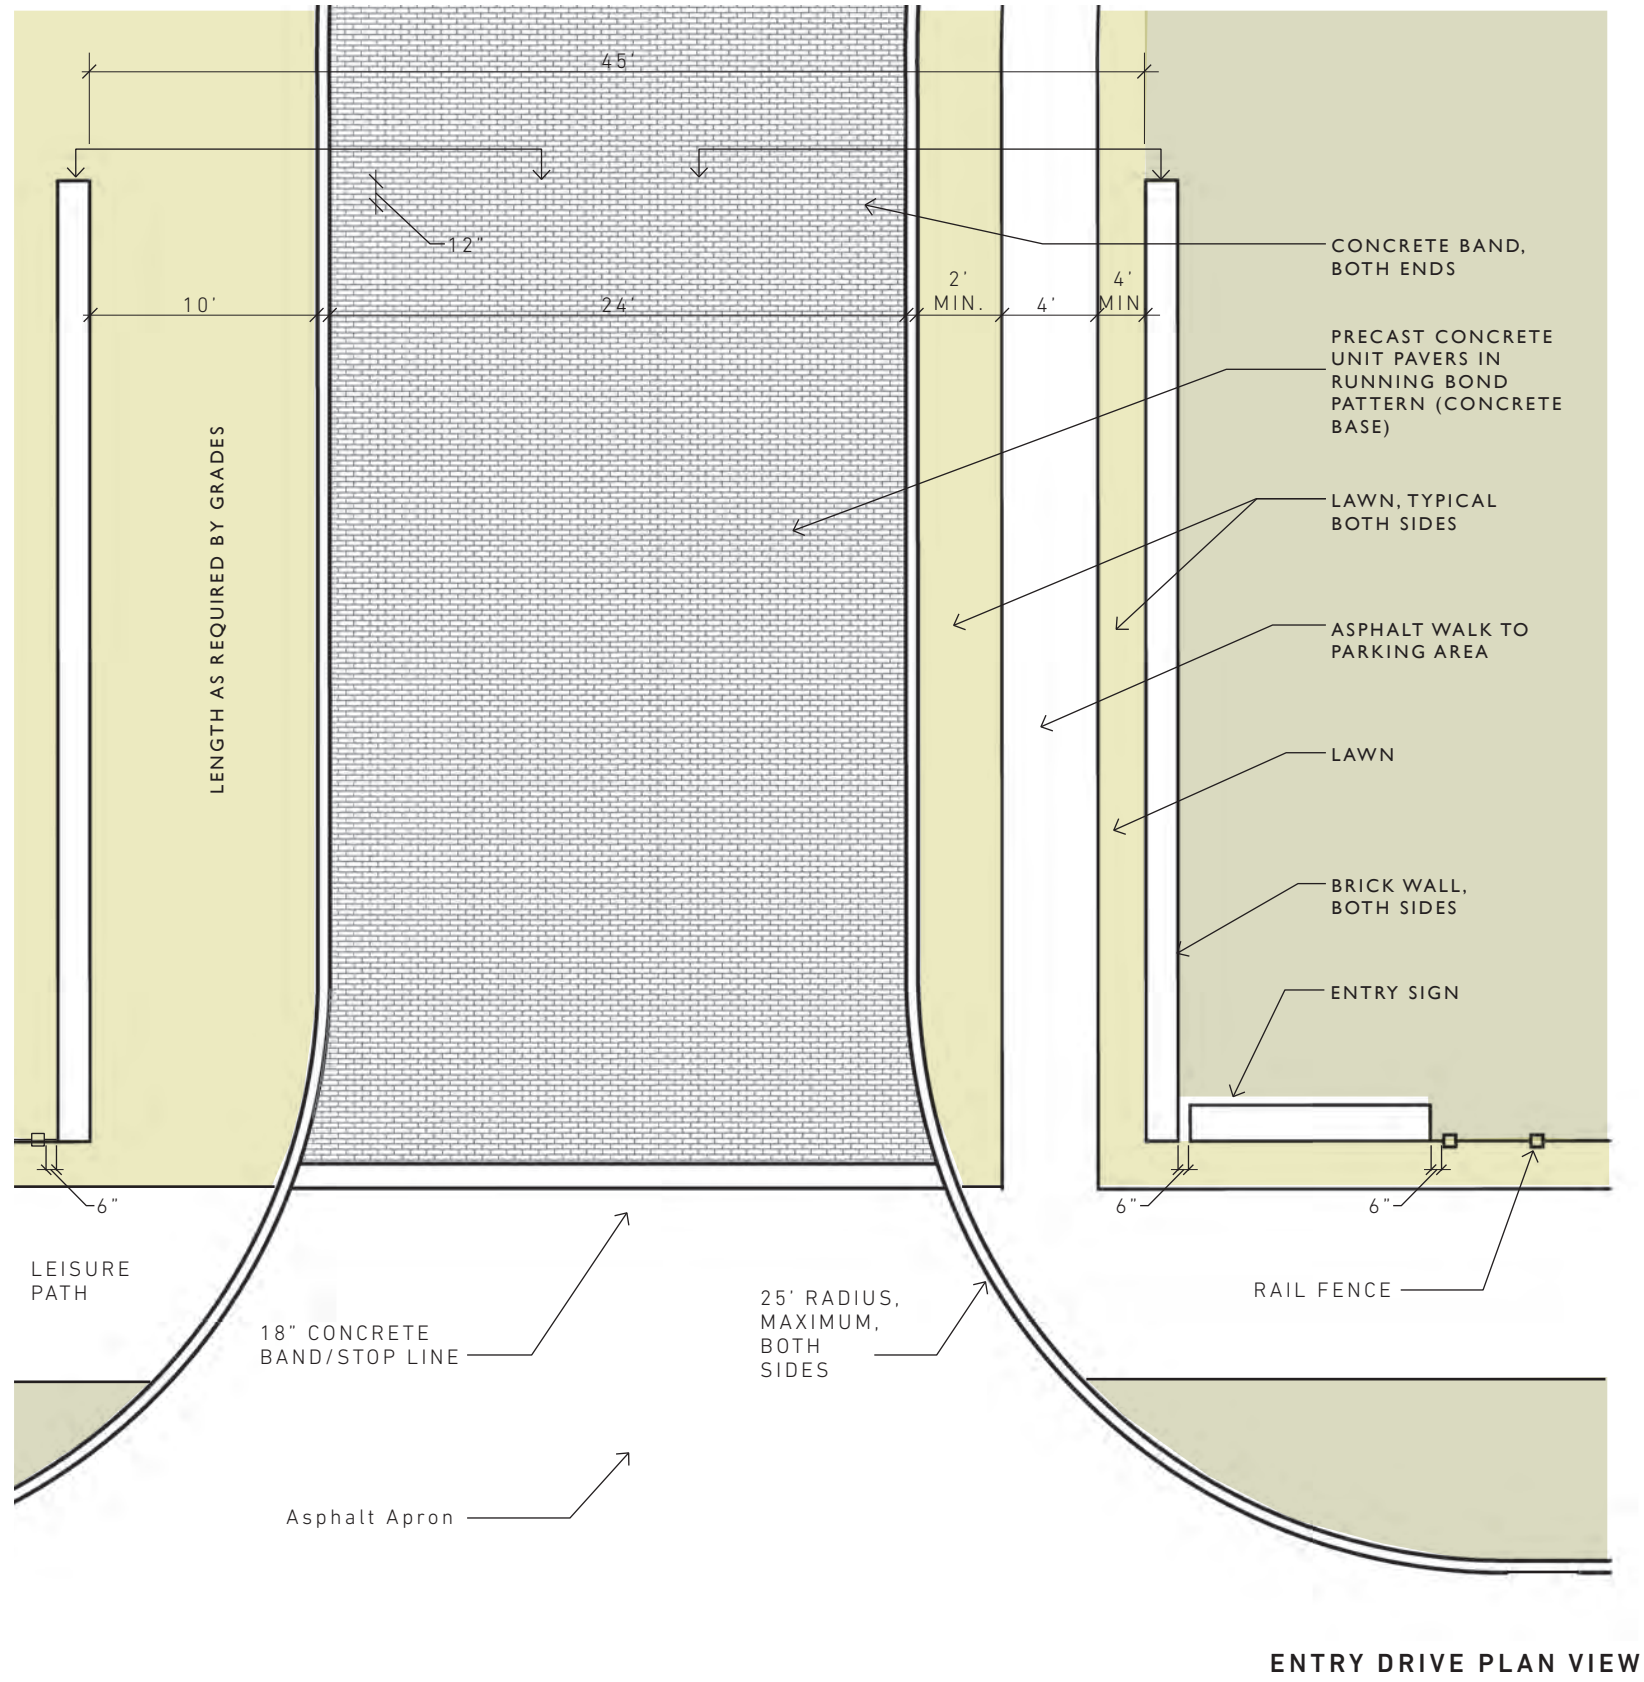 45'
12"
CONCRETE BAND,
BOTH ENDS
10'
24'
2'
MIN.
4'
4'
MIN
PRECAST CONCRETE
UNIT PAVERS IN
RUNNING BOND
PATTERN (CONCRETE
BASE)
LENGTH AS REQUIRED BY GRADES
LAWN, TYPICAL
BOTH SIDES
ASPHALT WALK TO
PARKING AREA
LAWN
BRICK WALL,
BOTH SIDES
ENTRY SIGN
6"
6"
6"
LEISURE
PATH
18" CONCRETE
BAND/STOP LINE
25' RADIUS,
MAXIMUM,
BOTH
SIDES
RAIL FENCE
Asphalt Apron
ENTRY DRIVE PLAN VIEW